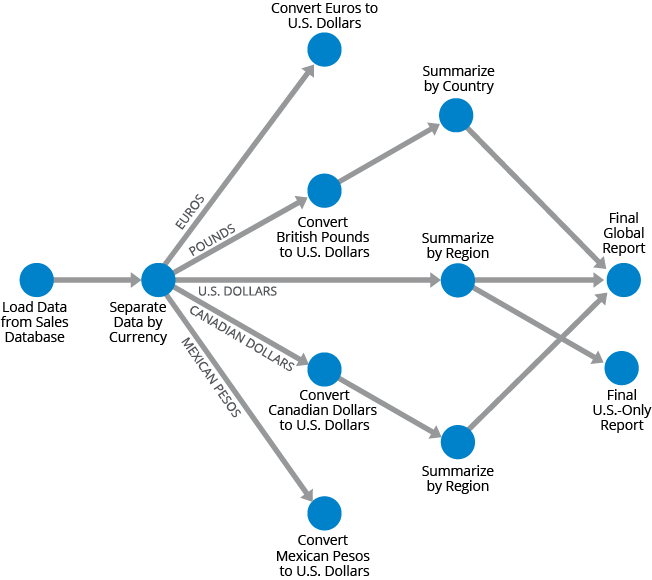 Convert Euros to
U.S. Dollars
Summarize
by Country
EUROS
POUNDS
Convert
British Pounds
to U.S. Dollars
Final
Global
Report
Summarize
by Region
U.S. DOLLARS
Load Data
from Sales
Database
Separate
Data by
Currency
CANADIAN DOLLARS
MEXICAN PESOS
Convert
Canadian Dollars
to U.S. Dollars
Final
U.S.-Only
Report
Summarize
by Region
Convert
Mexican Pesos
to U.S. Dollars